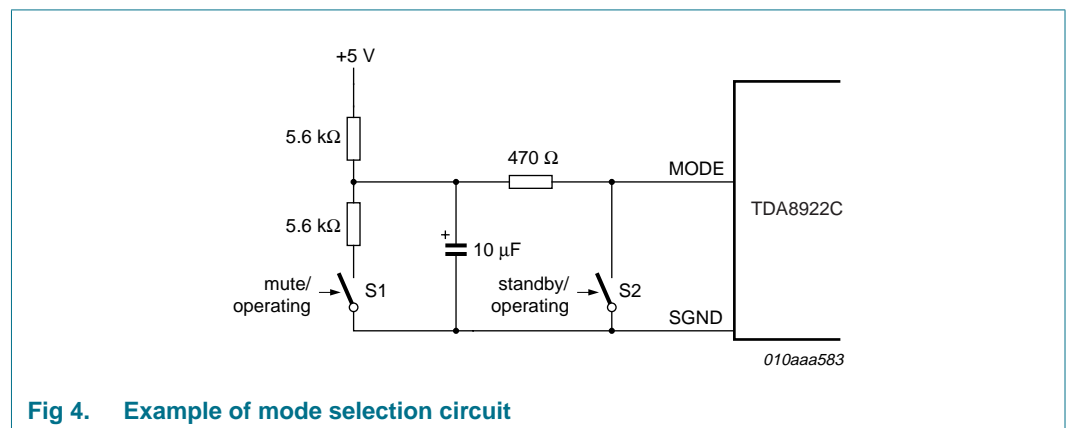 +5 V
5.6 kΩ
470 Ω
MODE
TDA8922C
5.6 kΩ
+
10 μF
mute/
operating
S1
standby/
operating
S2
SGND
010aaa583
Fig 4. Example of mode selection circuit